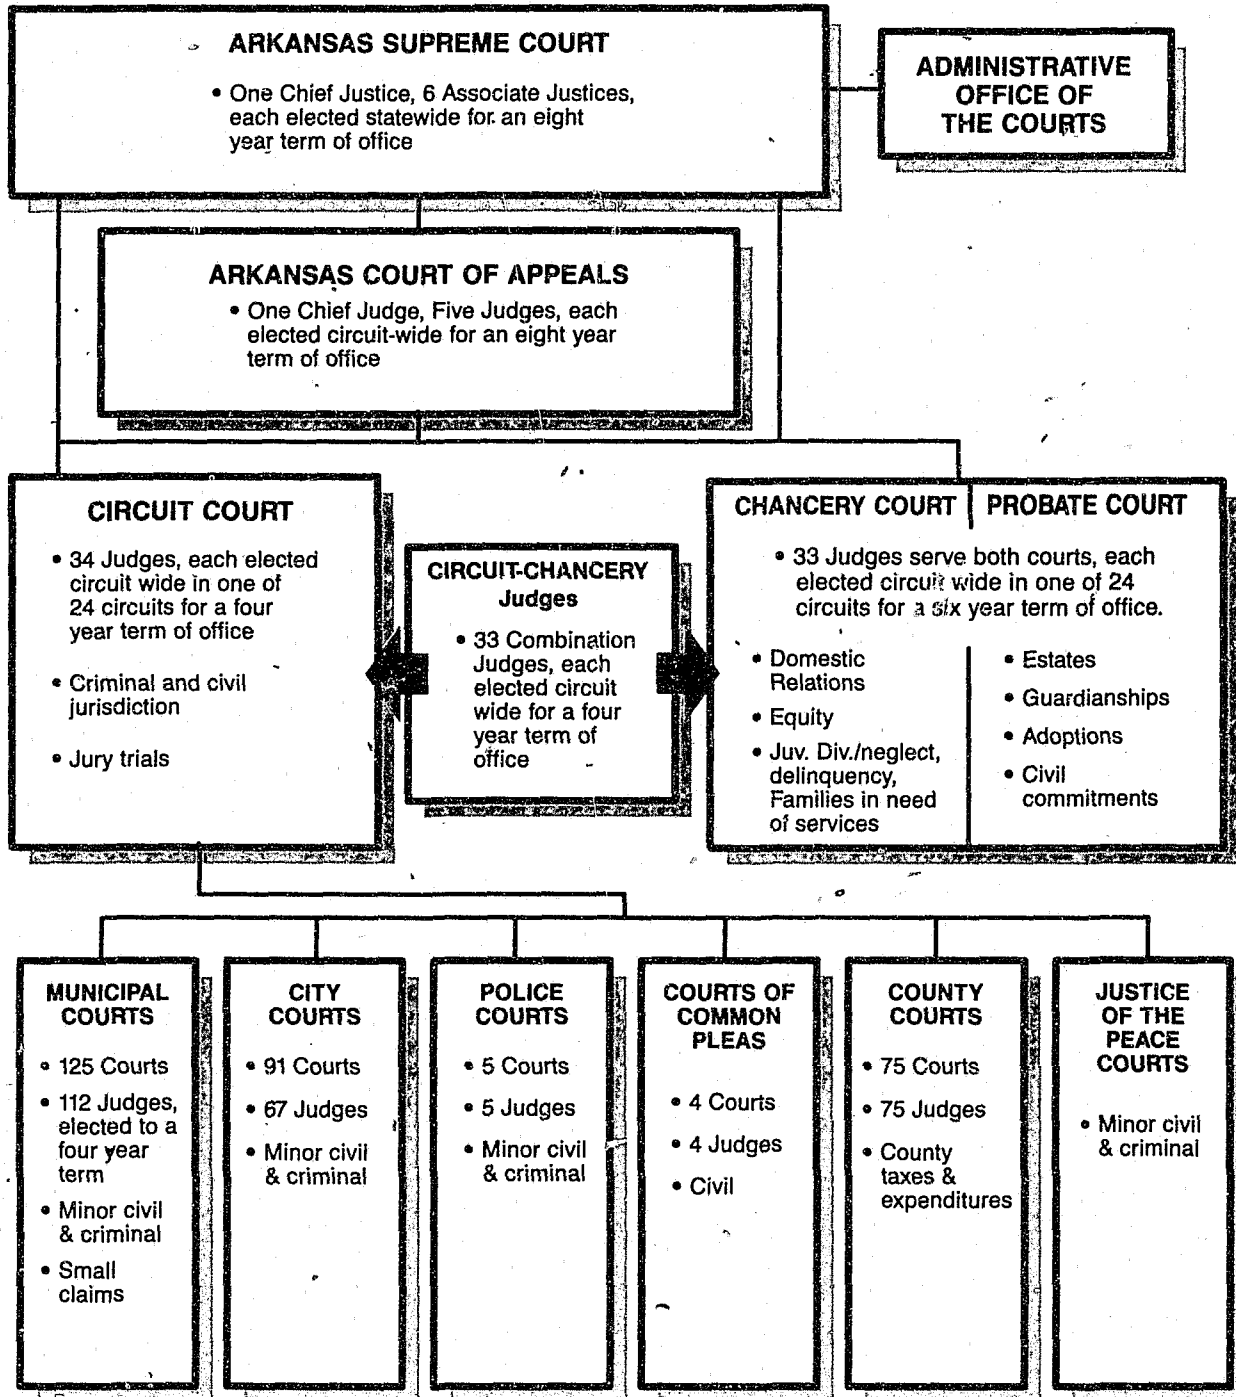 ARKANSAS SUPREME COURT
• One Chief Justice, 6 Associate Justices,
each elected statewide for an eight
year term of office
ADMINISTRATIVE
OFFICE OF
THE COURTS
ARKANSAS COURT OF APPEALS
• One Chief Judge, Five Judges, each
elected circuit-wide for an eight year
term of office
CIRCUIT COURT
• 34 Judges, each elected
circuit wide in one of
24 circuits for a four
year term of office
• Criminal and civil
jurisdiction
• Jury trials
CIRCUIT-CHANCERY
Judges
• 33 Combination
Judges, each
elected circuit
wide for a four
year term of
office
CHANCERY COURT | PROBATE COURT
• 33 Judges serve both courts, each
elected circuit wide in one of 24
circuits for a six year term of office.
• Domestic
Relations
• Equity
• Juv. Div./neglect,
delinquency,
Families in need
of services
• Estates
• Guardianships
• Adoptions
• Civil
commitments
MUNICIPAL
COURTS
• 125 Courts
• 112 Judges,
elected to a
four year
term
• Minor civil
& criminal
• Small
claims
CITY
COURTS
• 91 Courts
• 67 Judges
• Minor civil
& criminal
POLICE
COURTS
• 5 Courts
• 5 Judges
• Minor civil
& criminal
COURTS OF
COMMON
PLEAS
• 4 Courts
• 4 Judges
• Civil
COUNTY
COURTS
• 75 Courts
• 75 Judges
• County
taxes &
expenditures
JUSTICE
OF THE
PEACE
COURTS
• Minor civil
& criminal